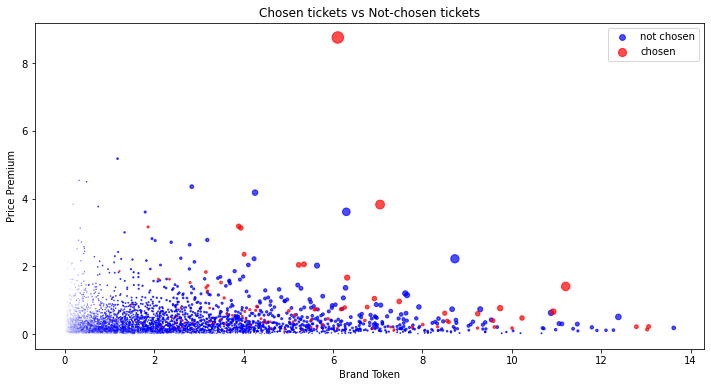 Chosen tickets vs Not-chosen tickets
not chosen
chosen
Price Premium
8
6
4
2
0
0 2 4 6 8 10 12 14
Brand Token